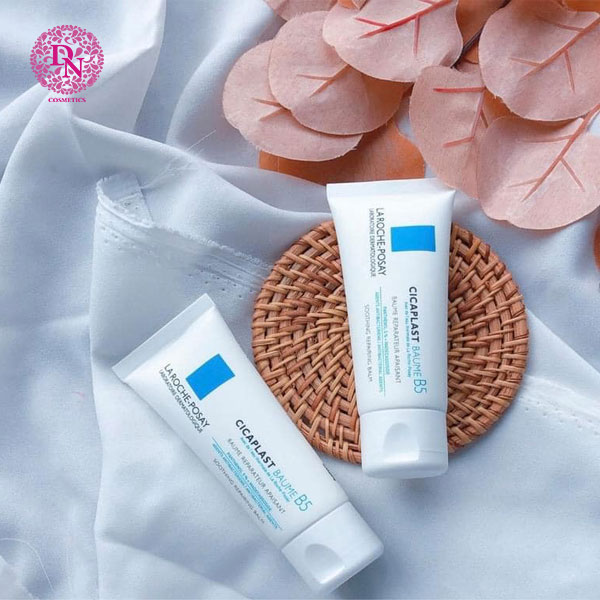 DN
COSMETICS
LA ROCHE-POSAY
LABORATOIRE DERMATOLOGIQUE
CICAPLAST BAUME B5
BAUME RÉPARATEUR APAISANT
SOOTHING REPAIRING BALM
LA ROCHE-POSAY
LABORATOIRE DERMATOLOGIQUE
CICAPLAST BAUME B5
BAUME RÉPARATEUR APAISANT
SOOTHING REPAIRING BALM